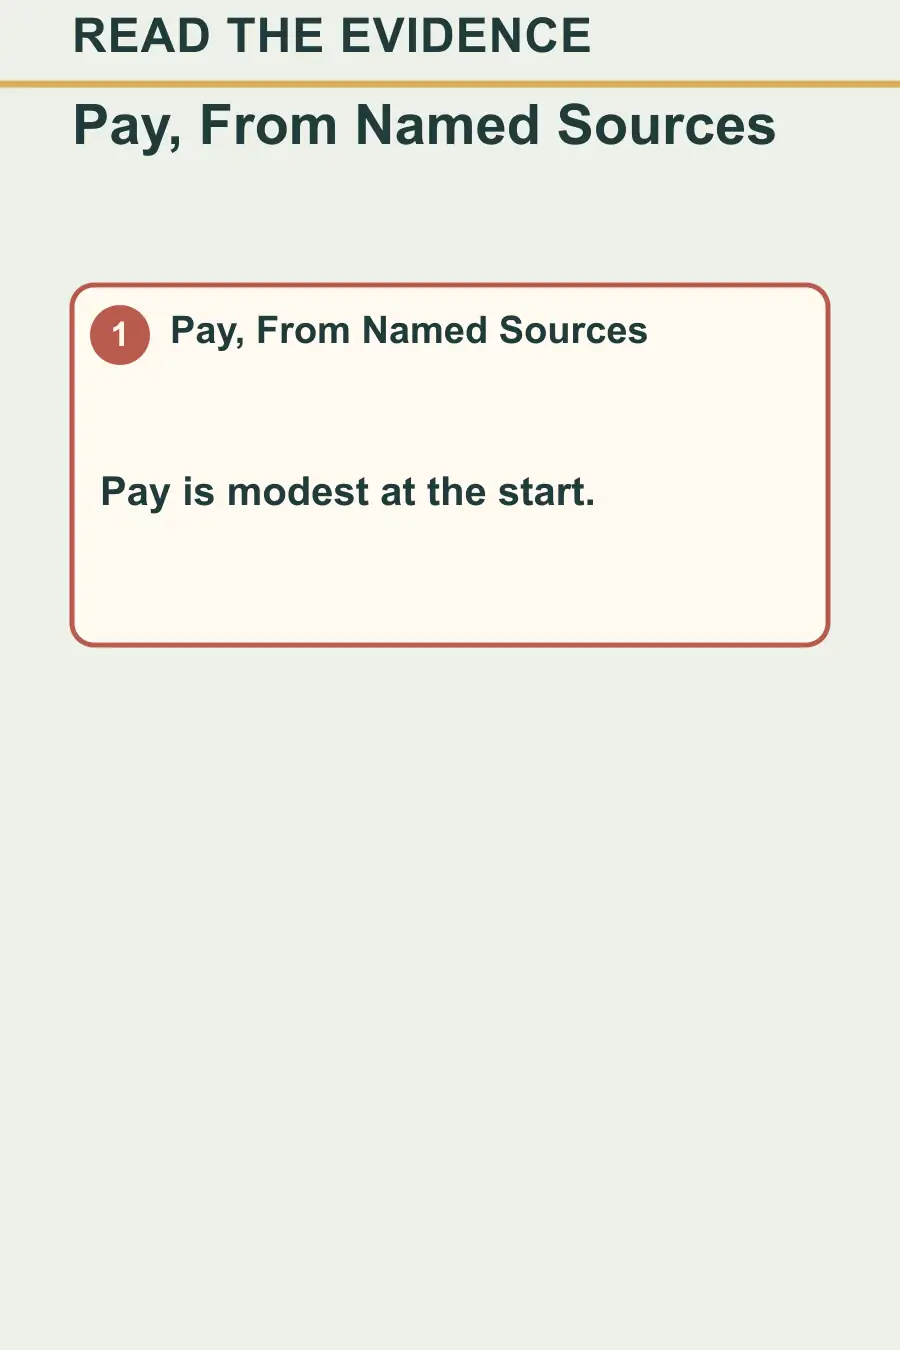 READ THE EVIDENCE
Pay, From Named Sources
1 Pay, From Named Sources
Pay is modest at the start.